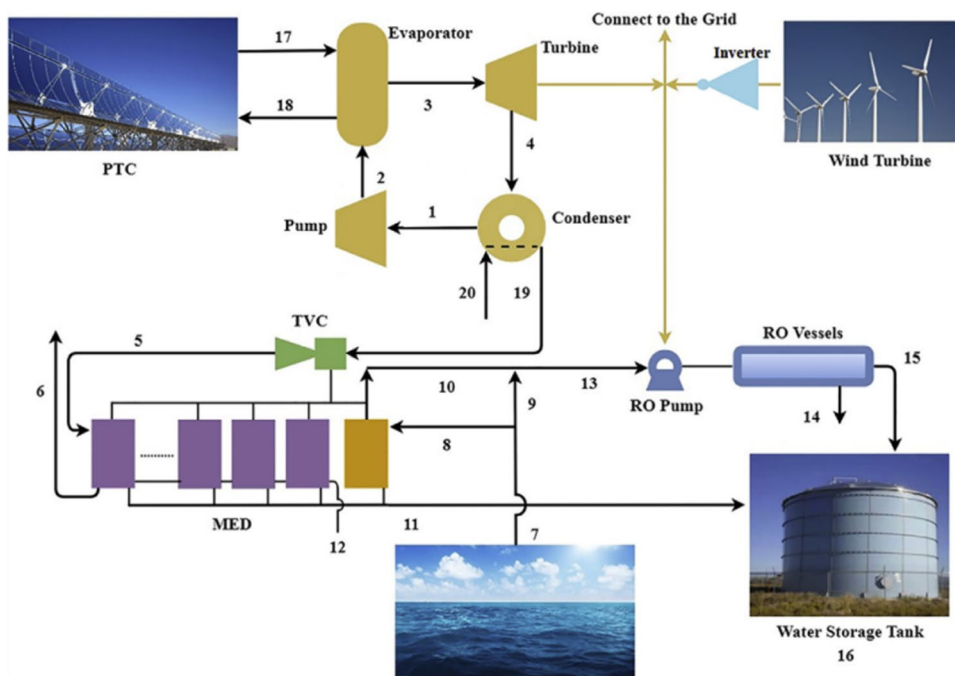 Connect to the Grid
17
Evaporator
Turbine
Inverter
3
18
4
PTC
Wind Turbine
2
1
Pump
Condenser
20
19
TVC
5
RO Vessels
15
6
10
13
9
RO Pump
14
8
MED
11
12
7
Water Storage Tank
16